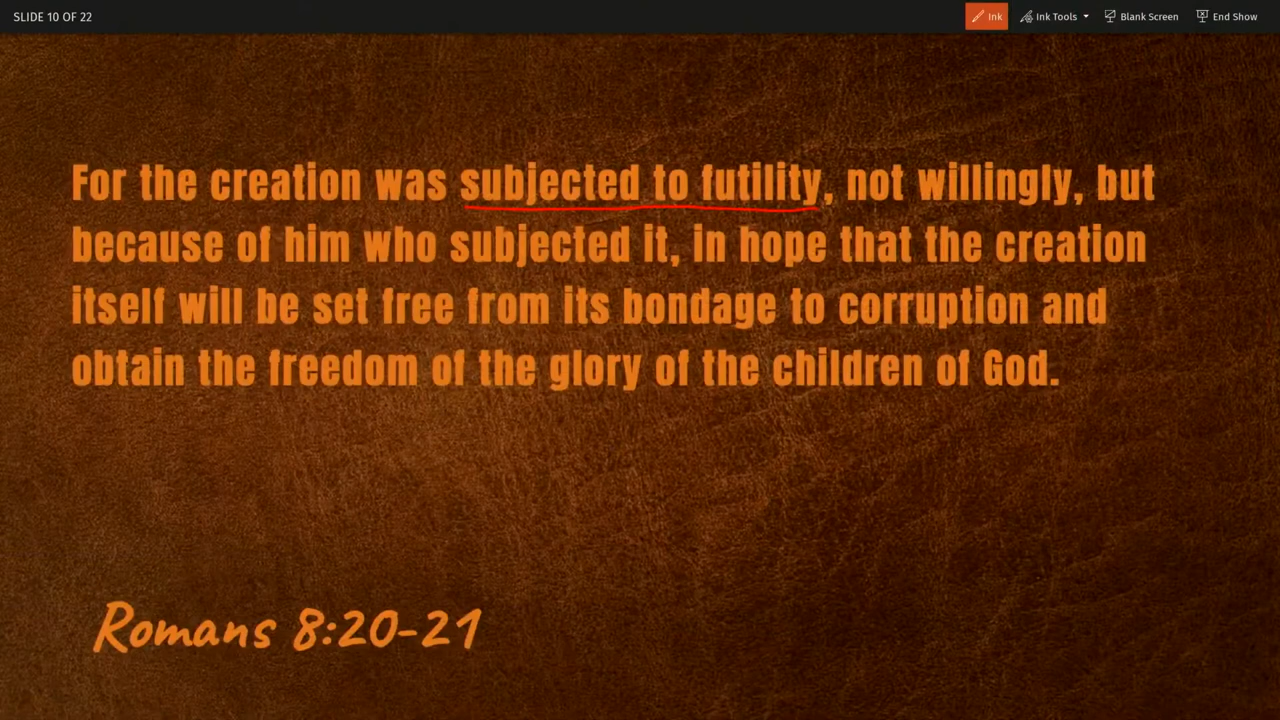 SLIDE 10 OF 22
Ink
Ink Tools
Blank Screen
End Show
For the creation was subjected to futility, not willingly, but
because of him who subjected it, in hope that the creation
itself will be set free from its bondage to corruption and
obtain the freedom of the glory of the children of God.
Romans 8:20-21